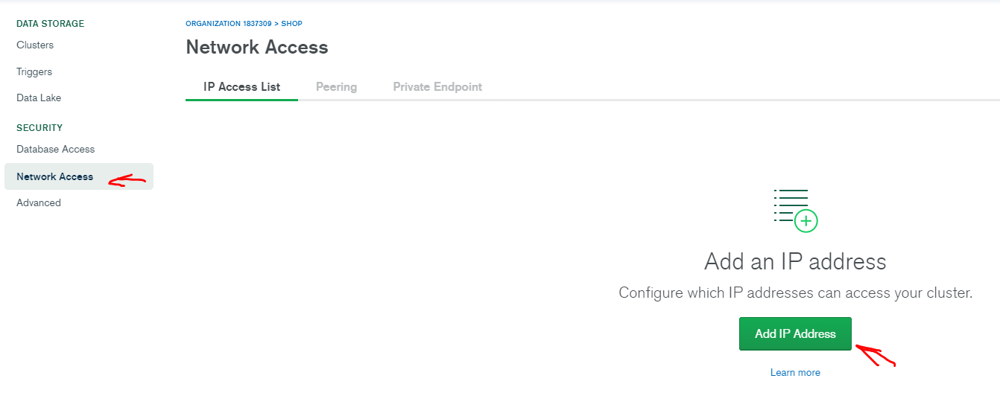 DATA STORAGE
Clusters
Triggers
Data Lake
SECURITY
Database Access
Network Access
Advanced
ORGANIZATION 1837309 > SHOP
Network Access
IP Access List
Peering
Private Endpoint
Add an IP address
Configure which IP addresses can access your cluster.
Add IP Address
Learn more